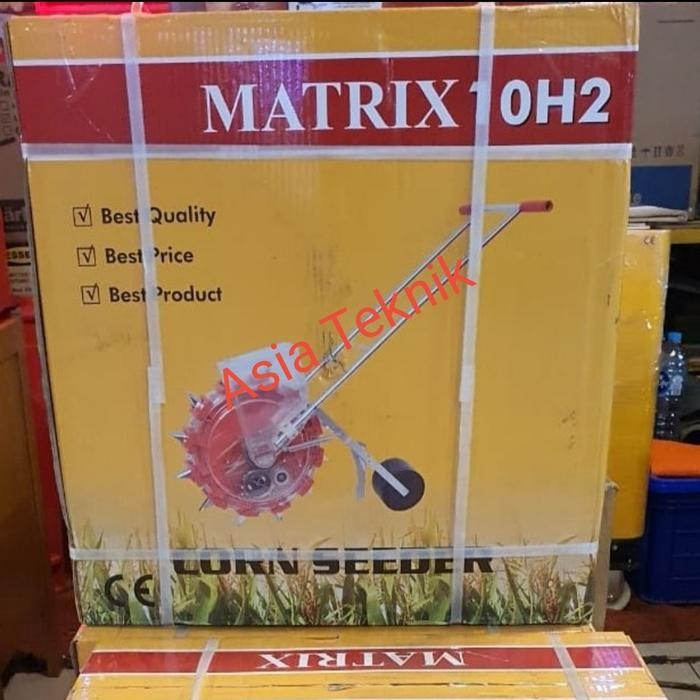 MATRIX 10H2
Best Quality
Best Price
Best Product
Asia Teknik
CORN SEEDER
CE
MATRIX